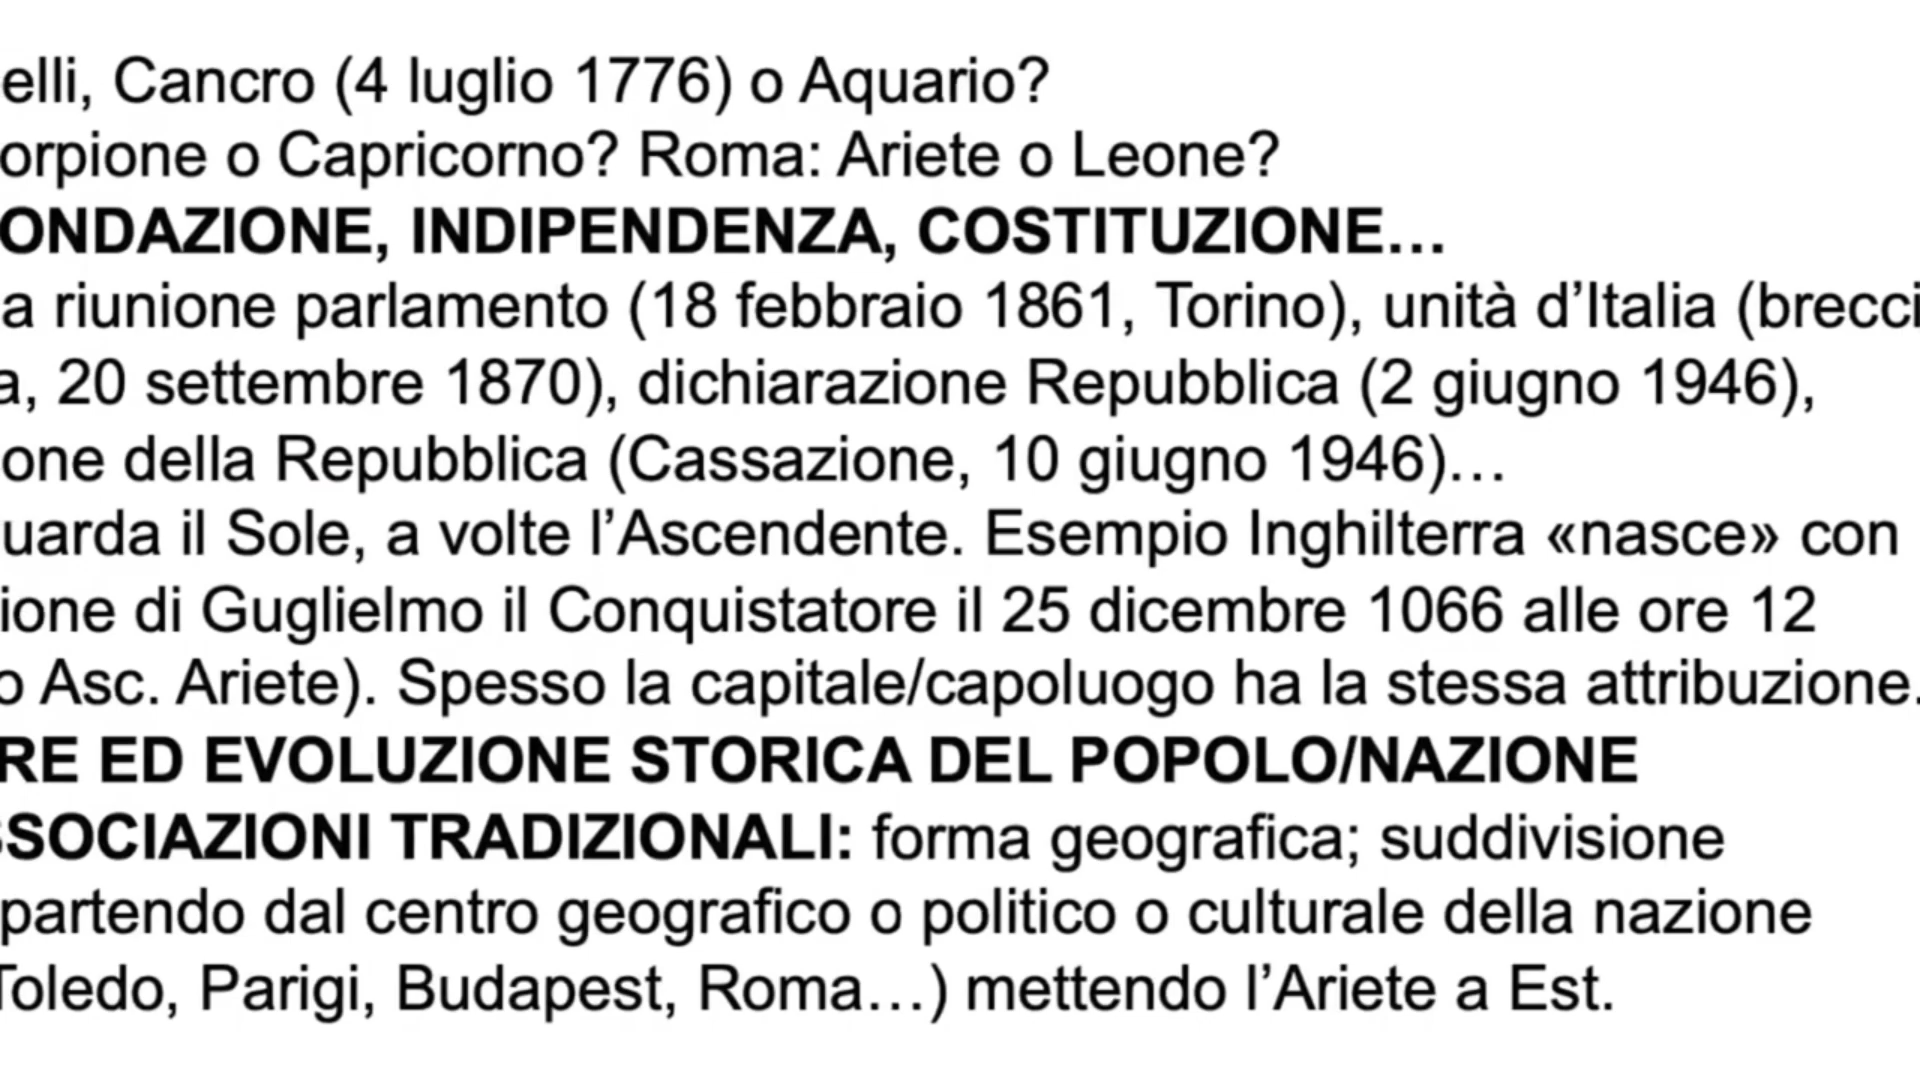 elli, Cancro (4 luglio 1776) o Aquario?
orpione o Capricorno? Roma: Ariete o Leone?
ONDAZIONE, INDIPENDENZA, COSTITUZIONE…
a riunione parlamento (18 febbraio 1861, Torino), unità d’Italia (brecci
a, 20 settembre 1870), dichiarazione Repubblica (2 giugno 1946),
one della Repubblica (Cassazione, 10 giugno 1946)…
uarda il Sole, a volte l’Ascendente. Esempio Inghilterra «nasce» con
ione di Guglielmo il Conquistatore il 25 dicembre 1066 alle ore 12
o Asc. Ariete). Spesso la capitale/capoluogo ha la stessa attribuzione.
RE ED EVOLUZIONE STORICA DEL POPOLO/NAZIONE
SSOCIAZIONI TRADIZIONALI: forma geografica; suddivisione
partendo dal centro geografico o politico o culturale della nazione
Toledo, Parigi, Budapest, Roma…) mettendo l’Ariete a Est.